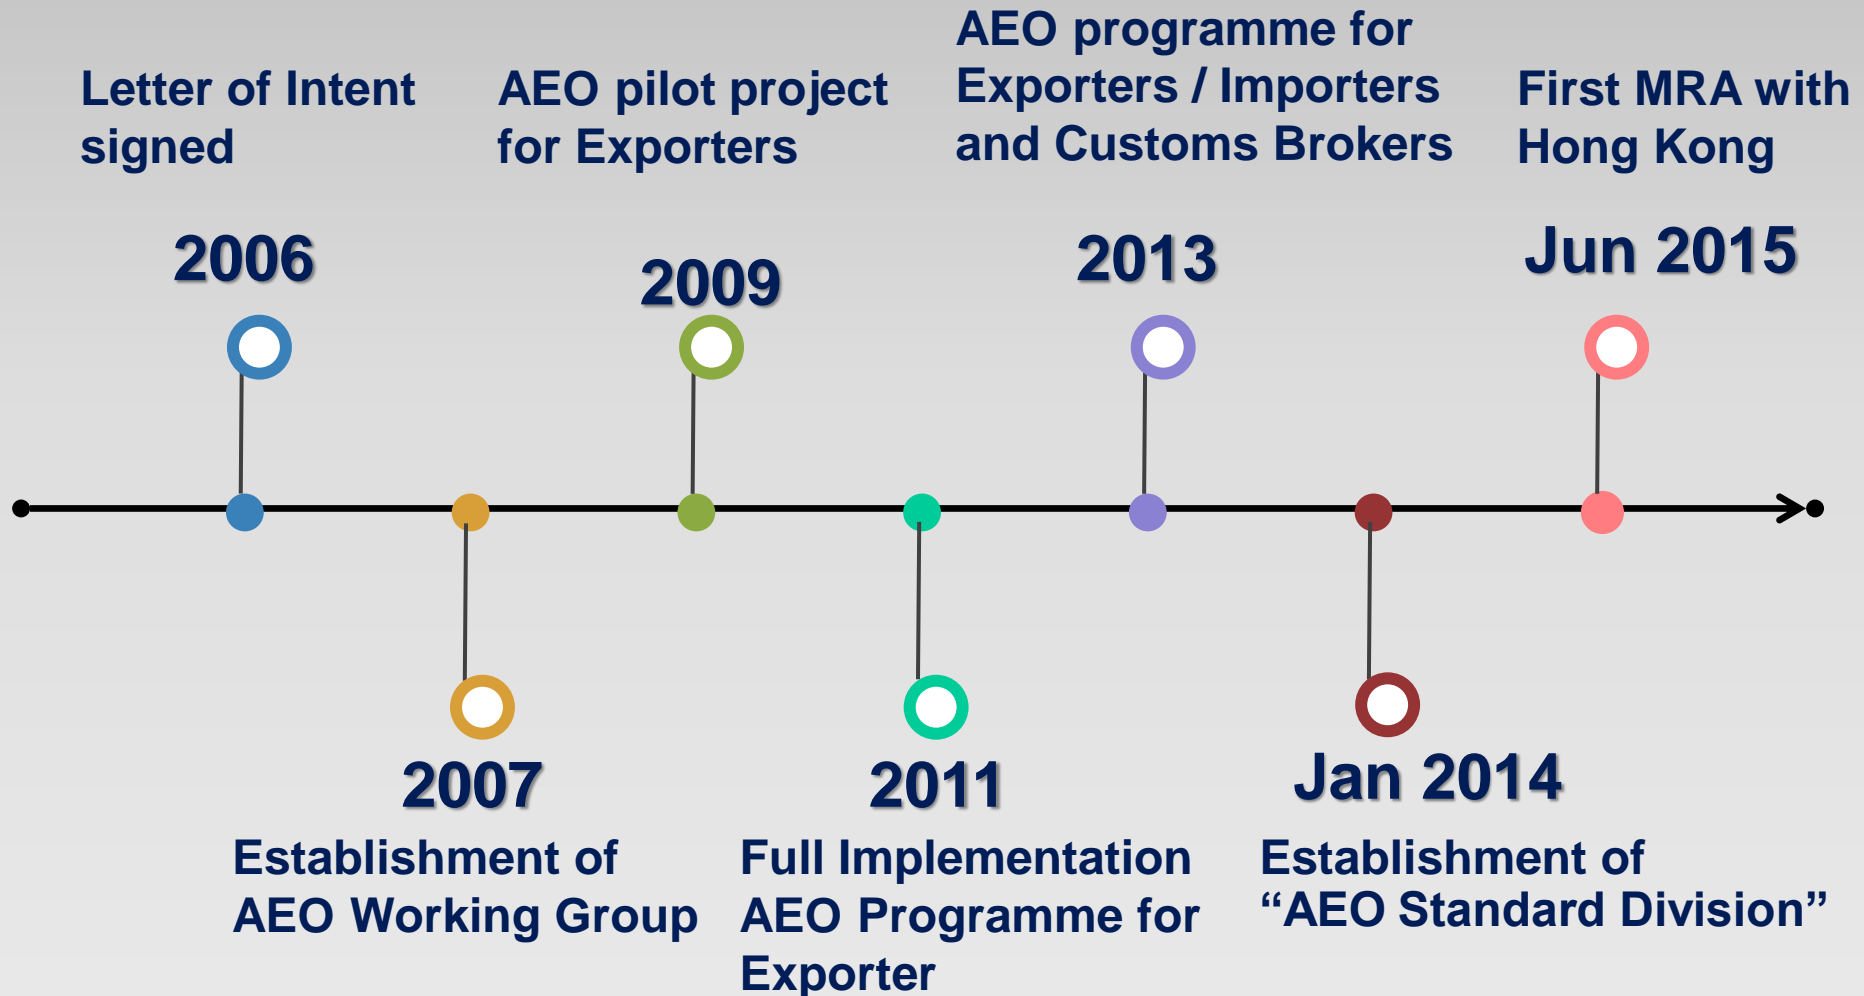 Letter of Intent
signed
2006
AEO pilot project
for Exporters
2009
AEO programme for
Exporters / Importers
and Customs Brokers
2013
First MRA with
Hong Kong
Jun 2015
2007
Establishment of
AEO Working Group
2011
Full Implementation
AEO Programme for
Exporter
Jan 2014
Establishment of
“AEO Standard Division”